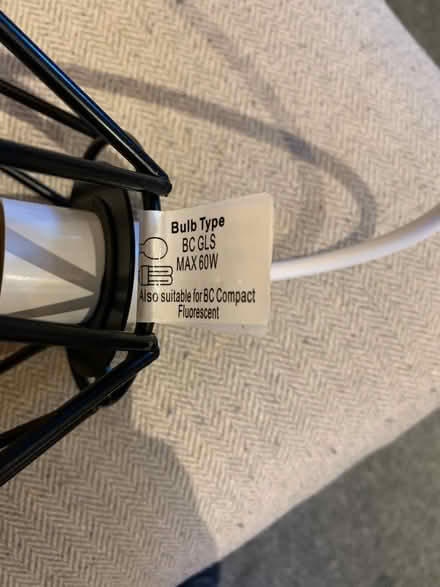 Bulb Type
BC GLS
MAX 60W
Also suitable for BC Compact
Fluorescent